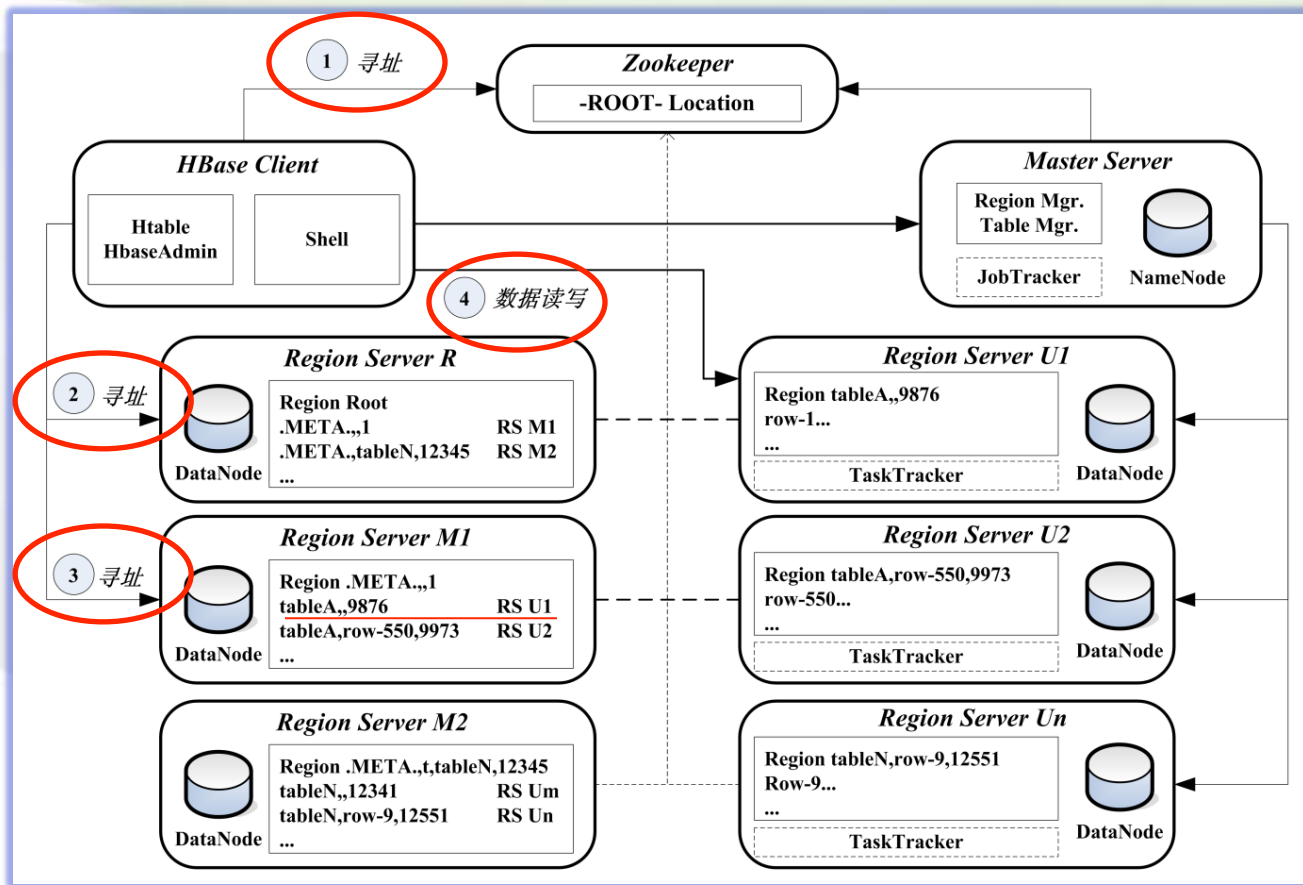 1 寻址
Zookeeper
-ROOT- Location
HBase Client
Htable
HbaseAdmin
Shell
Master Server
Region Mgr.
Table Mgr.
JobTracker
NameNode
4 数据读写
2 寻址
Region Server R
DataNode
Region Root
.META.,,1 RS M1
.META.,tableN,12345 RS M2
...
Region Server U1
Region tableA,,9876
row-1...
...
TaskTracker
DataNode
3 寻址
Region Server M1
DataNode
Region .META.,,1
tableA,,9876 RS U1
tableA,row-550,9973 RS U2
...
Region Server U2
Region tableA,row-550,9973
row-550...
...
TaskTracker
DataNode
Region Server M2
DataNode
Region .META.,t,tableN,12345
tableN,,12341 RS Um
tableN,row-9,12551 RS Un
...
Region Server Un
Region tableN,row-9,12551
Row-9...
...
TaskTracker
DataNode